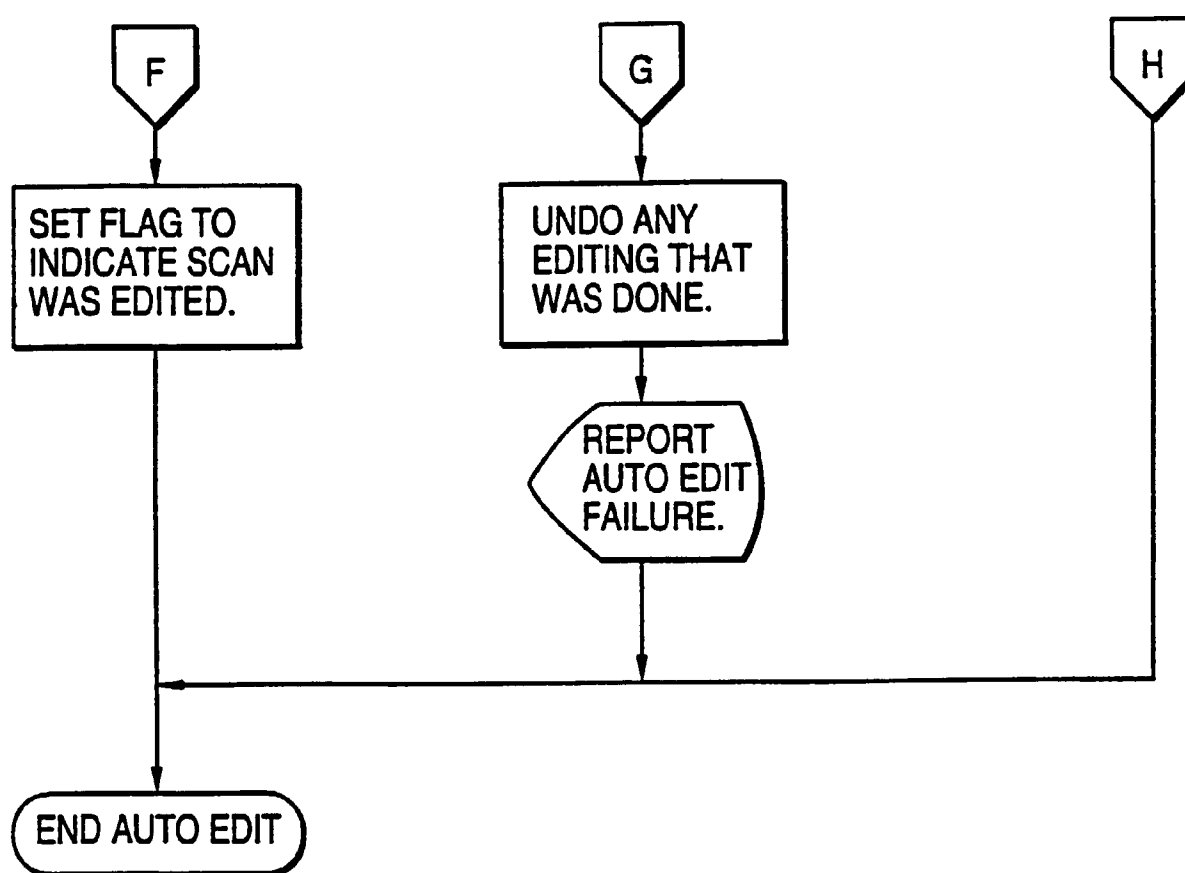 F
G
H
SET FLAG TO
INDICATE SCAN
WAS EDITED.
UNDO ANY
EDITING THAT
WAS DONE.
REPORT
AUTO EDIT
FAILURE.
END AUTO EDIT